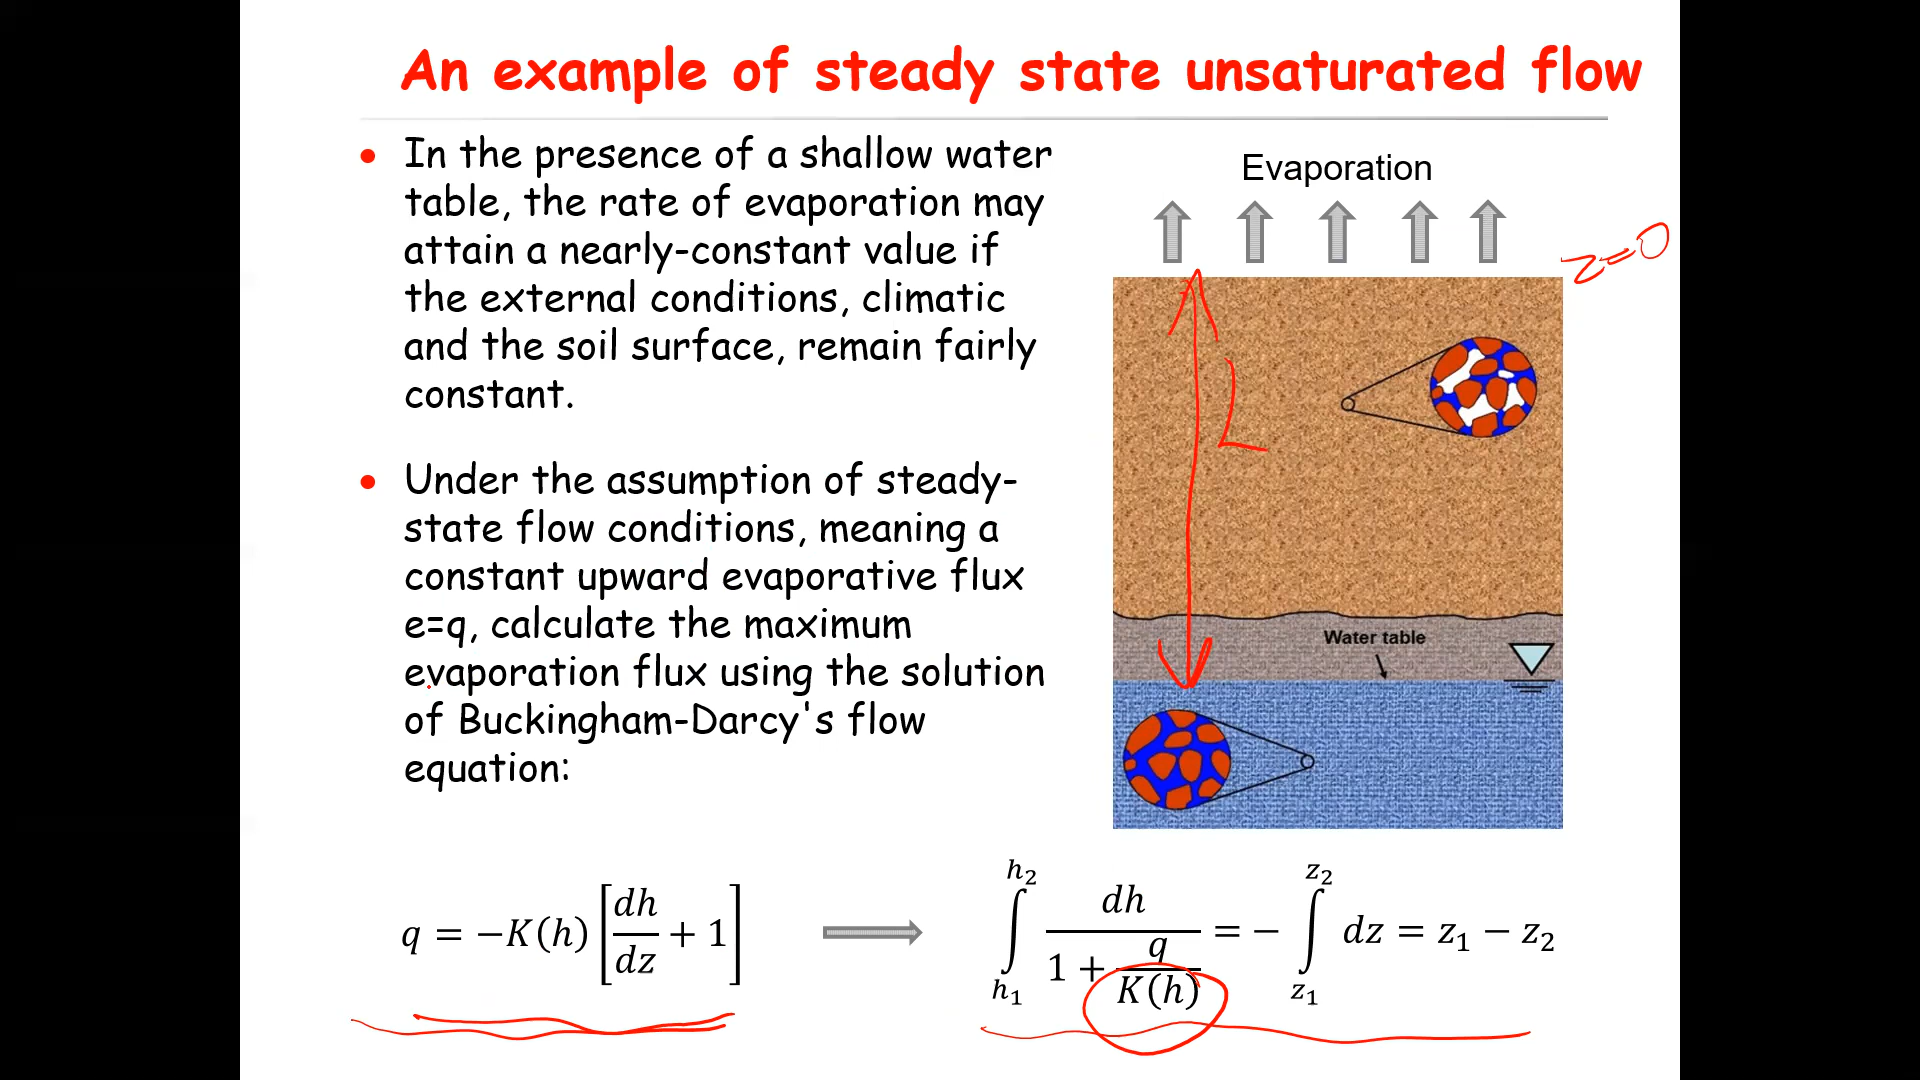 An example of steady state unsaturated flow
• In the presence of a shallow water
table, the rate of evaporation may
attain a nearly-constant value if
the external conditions, climatic
and the soil surface, remain fairly
constant.
• Under the assumption of steady-
state flow conditions, meaning a
constant upward evaporative flux
e=q, calculate the maximum
evaporation flux using the solution
of Buckingham-Darcy's flow
equation:
Evaporation
z=0
L
Water table
q = −K(h) [dh/dz + 1]
∫_{h₁}^{h₂} dh / (1 + q/K(h)) = − ∫_{z₁}^{z₂} dz = z₁ − z₂